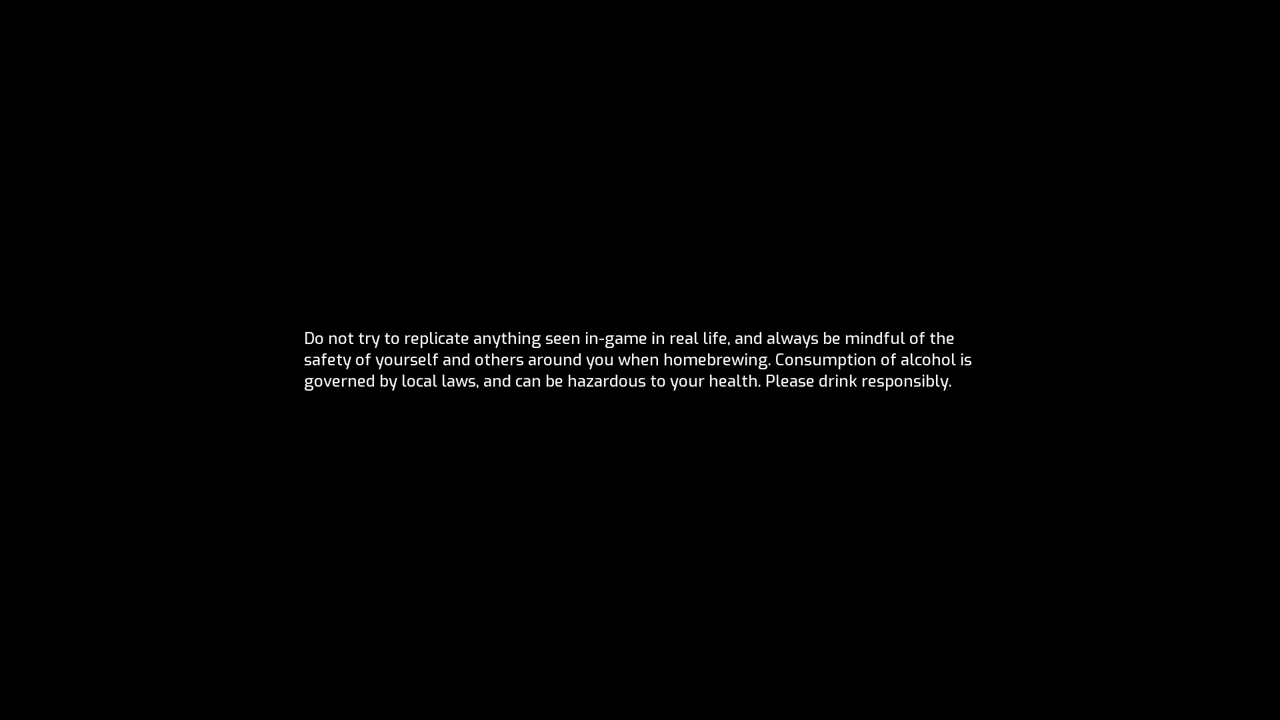 Do not try to replicate anything seen in-game in real life, and always be mindful of the
safety of yourself and others around you when homebrewing. Consumption of alcohol is
governed by local laws, and can be hazardous to your health. Please drink responsibly.